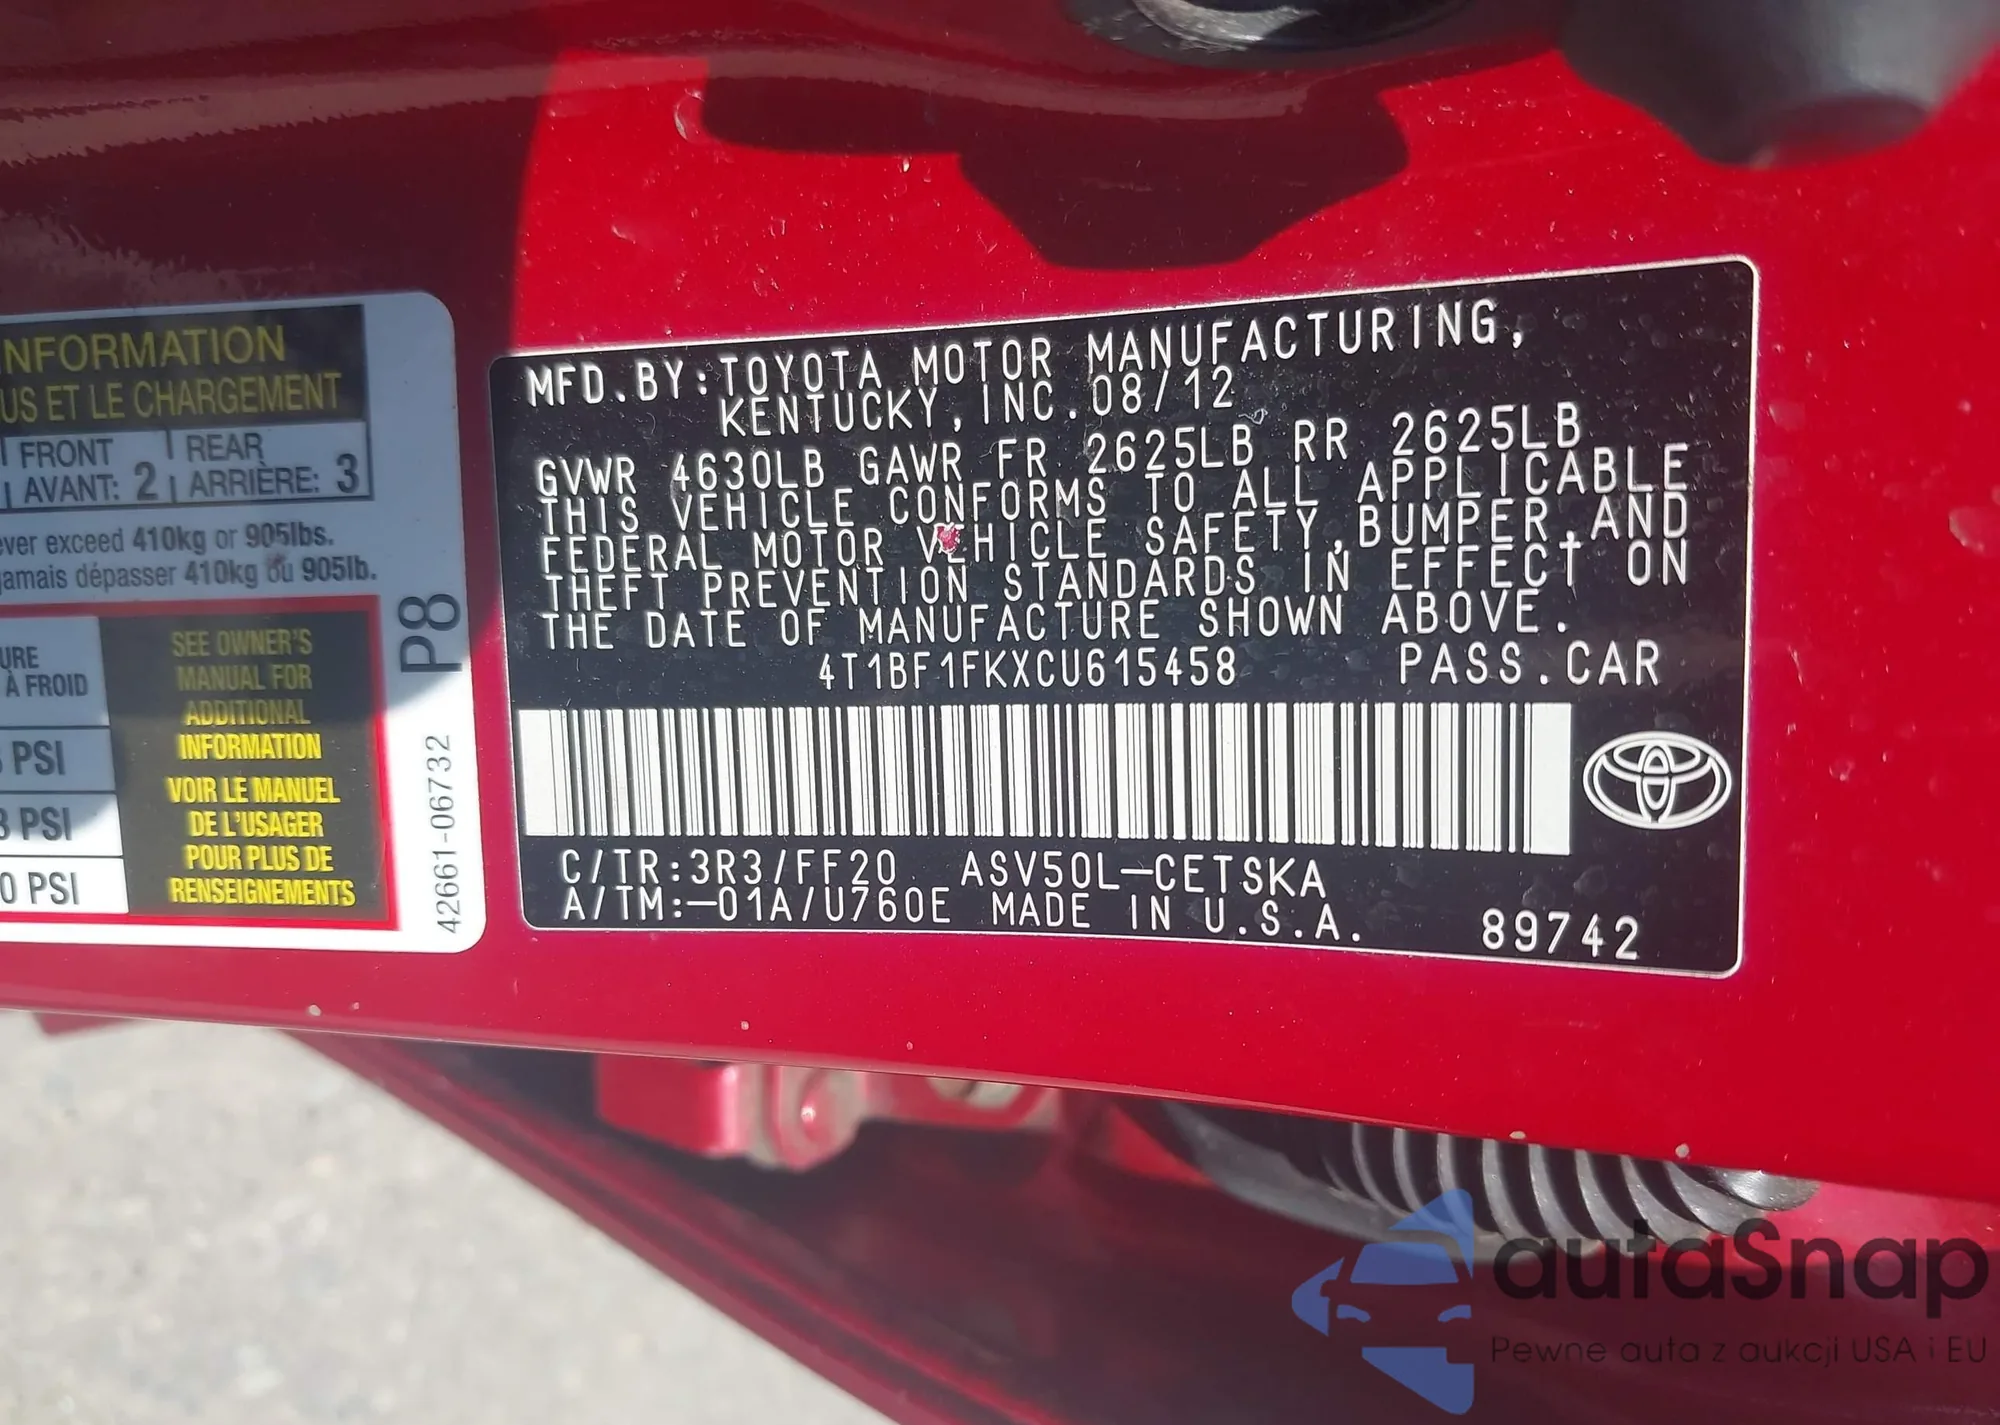 NFORMATION
US ET LE CHARGEMENT
FRONT
AVANT: 2
REAR
ARRIÈRE: 3
ever exceed 410kg or 905lbs.
jamais dépasser 410kg ou 905lb.
URE
À FROID
PSI
3 PSI
0 PSI
SEE OWNER'S
MANUAL FOR
ADDITIONAL
INFORMATION
VOIR LE MANUEL
DE L'USAGER
POUR PLUS DE
RENSEIGNEMENTS
P8
42661-06732
MFD.BY:TOYOTA MOTOR MANUFACTURING,
KENTUCKY,INC.08/12
GVWR 4630LB GAWR FR 2625LB RR 2625LB
THIS VEHICLE CONFORMS TO ALL APPLICABLE
FEDERAL MOTOR VEHICLE SAFETY,BUMPER,AND
THEFT PREVENTION STANDARDS IN EFFECT ON
THE DATE OF MANUFACTURE SHOWN ABOVE.
4T1BF1FKXCU615458 PASS.CAR
C/TR:3R3/FF20 ASV50L-CETSKA
A/TM:-01A/U760E MADE IN U.S.A. 89742
autaSnap
Pewne auta z aukcji USA i EU